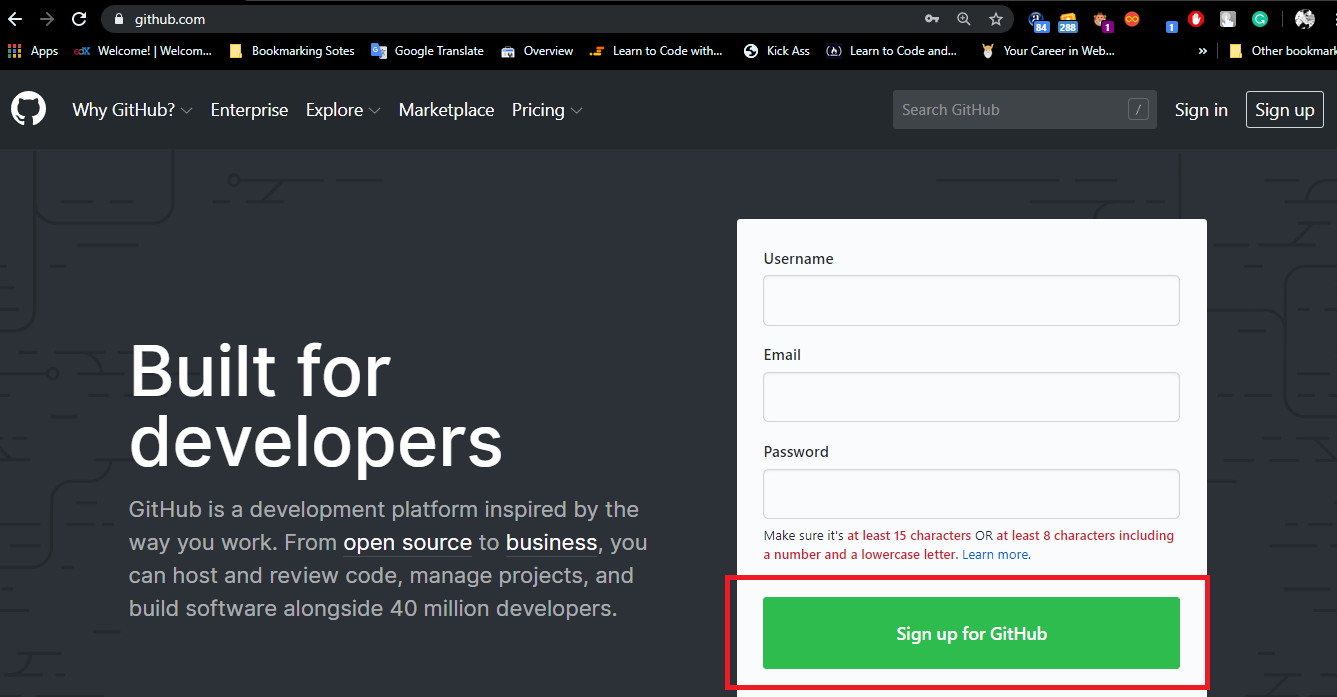 github.com
84
288
1
1
Apps
edX
Welcome! | Welcom...
Bookmarking Sotes
Google Translate
Overview
Learn to Code with...
Kick Ass
Learn to Code and...
Your Career in Web...
»
Other bookmark
Why GitHub?
Enterprise
Explore
Marketplace
Pricing
Search GitHub
/
Sign in
Sign up
Built for
developers
GitHub is a development platform inspired by the
way you work. From open source to business, you
can host and review code, manage projects, and
build software alongside 40 million developers.
Username
Email
Password
Make sure it's at least 15 characters OR at least 8 characters including
a number and a lowercase letter. Learn more.
Sign up for GitHub